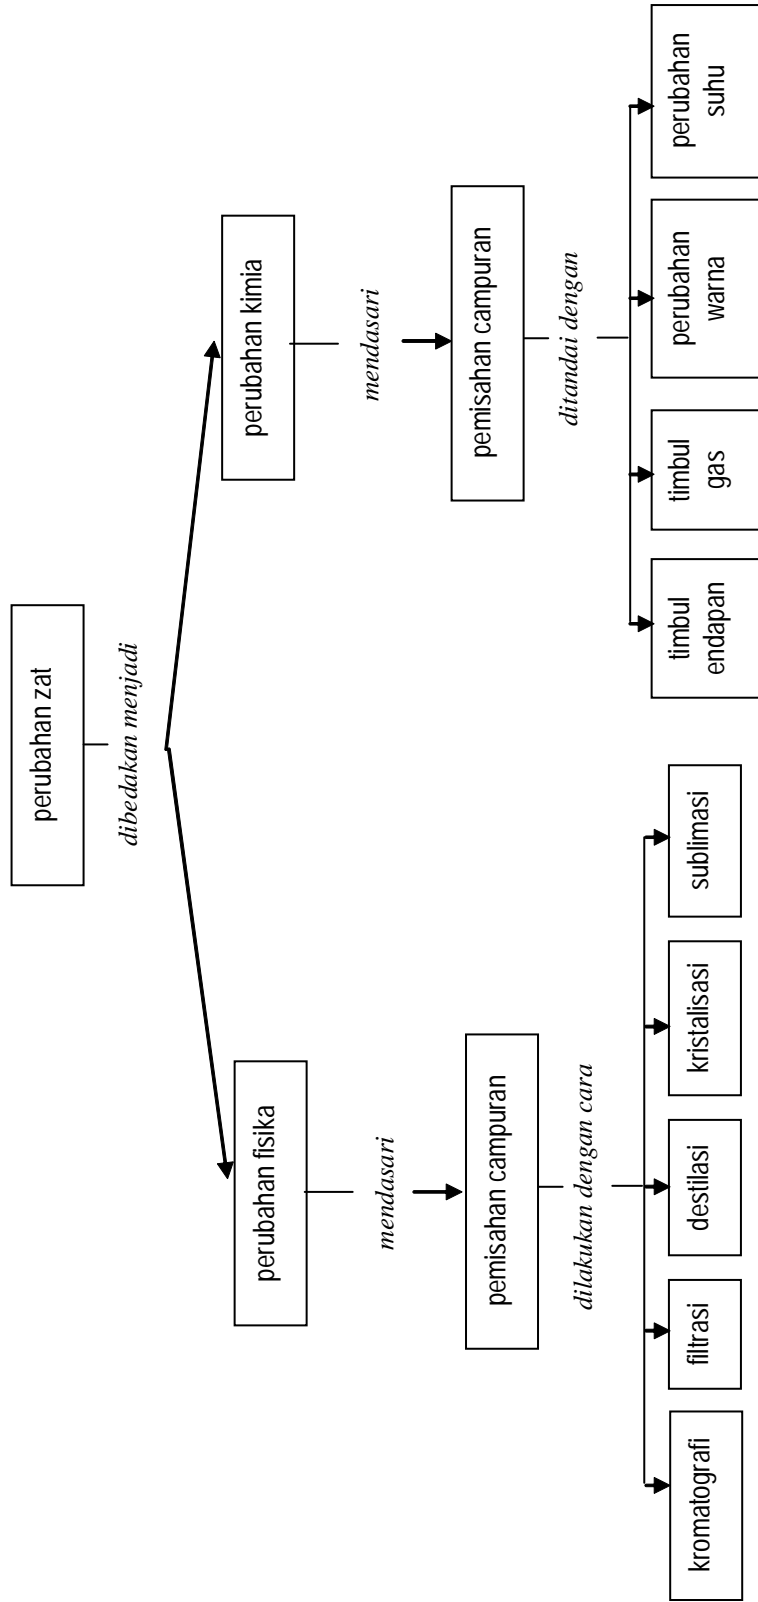 perubahan zat
dibedakan menjadi
perubahan fisika
perubahan kimia
mendasari
mendasari
pemisahan campuran
pemisahan campuran
dilakukan dengan cara
ditandai dengan
kromatografi
filtrasi
destilasi
kristalisasi
sublimasi
timbul
endapan
timbul
gas
perubahan
warna
perubahan
suhu